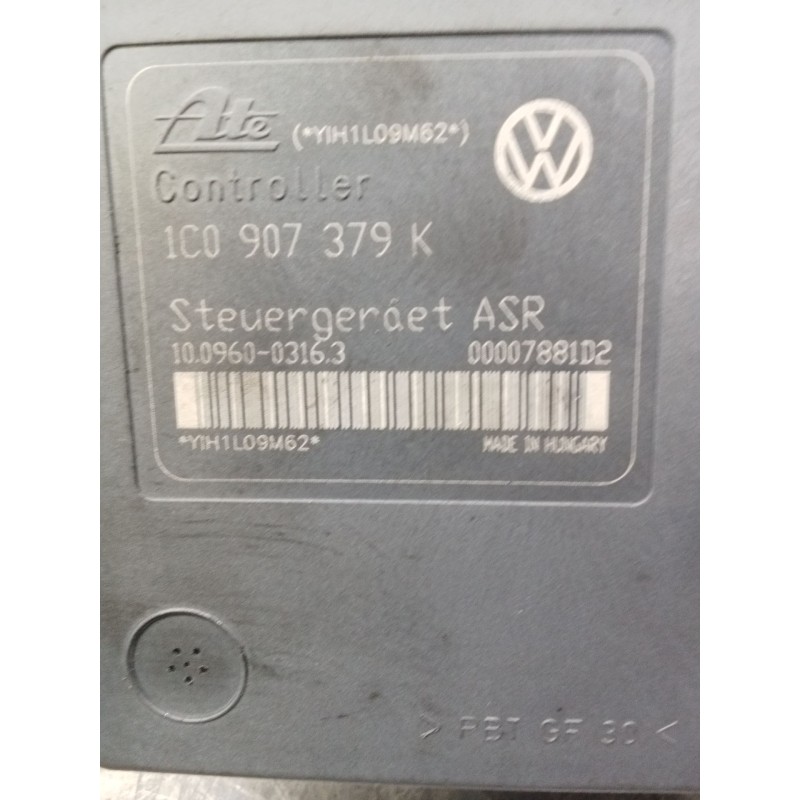 Ate (*YIH1L09M62*)
Controller
1C0 907 379 K
Steuergeráet ASR
10.0960-0316.3 00007881D2
*YIH1L09M62* MADE IN HUNGARY
> PBT GF 30 <